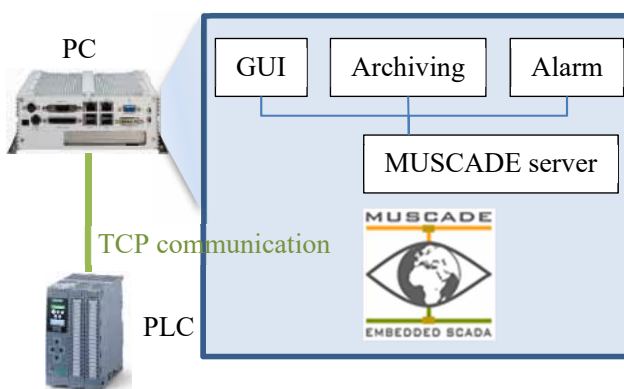 PC
GUI
Archiving
Alarm
MUSCADE server
MUSCADE
TCP communication
PLC
EMBEDDED SCADA